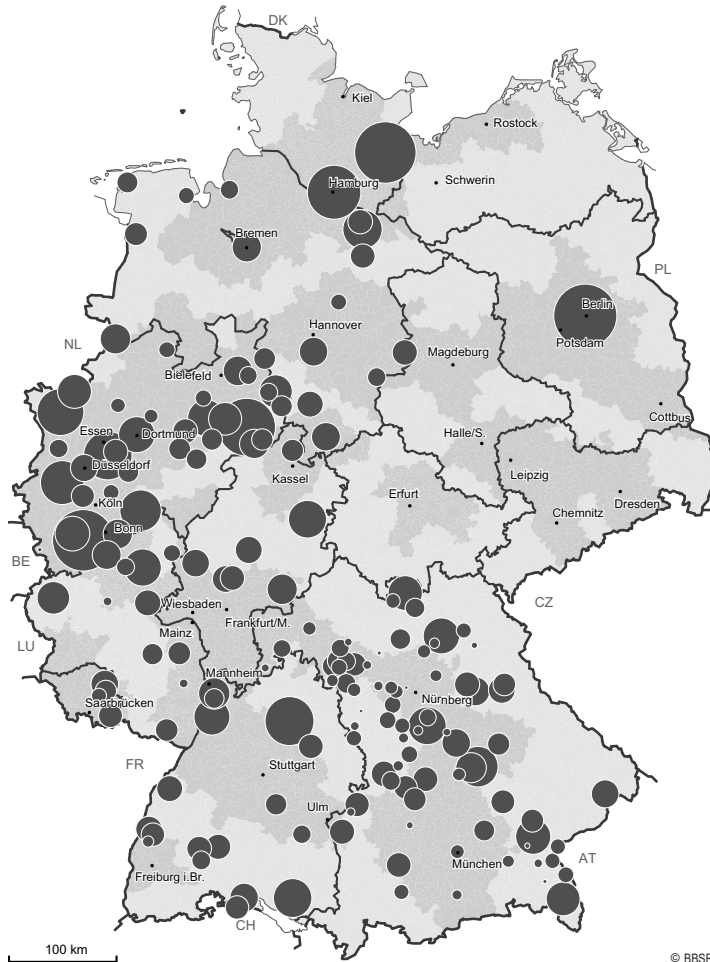 DK
Kiel
Rostock
Hamburg
Schwerin
Bremen
PL
Berlin
Potsdam
Hannover
NL
Magdeburg
Bielefeld
Cottbus
Essen
Dortmund
Halle/S.
Leipzig
Düsseldorf
Kassel
Erfurt
Dresden
Köln
Chemnitz
Bonn
BE
CZ
Wiesbaden
Frankfurt/M.
Mainz
LU
Mannheim
Nürnberg
Saarbrücken
FR
Stuttgart
Ulm
München
AT
Freiburg i.Br.
CH
100 km
© BBSR